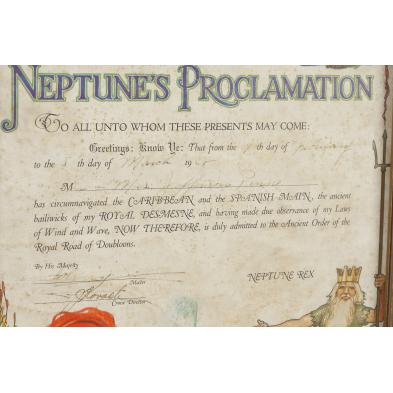 NEPTUNE'S PROCLAMATION
TO ALL UNTO WHOM THESE PRESENTS MAY COME:
Greetings: Know Ye: That from the day of
to the day of March 19
M
has circumnavigated the CARIBBEAN and the SPANISH MAIN, the ancient
bailiwicks of my ROYAL DESMESNE, and having made due observance of my Laws
of Wind and Wave, NOW THEREFORE, is duly admitted to the Ancient Order of the
Royal Road of Doubloons.
By His Majesty
Master
Cruise Director
NEPTUNE REX